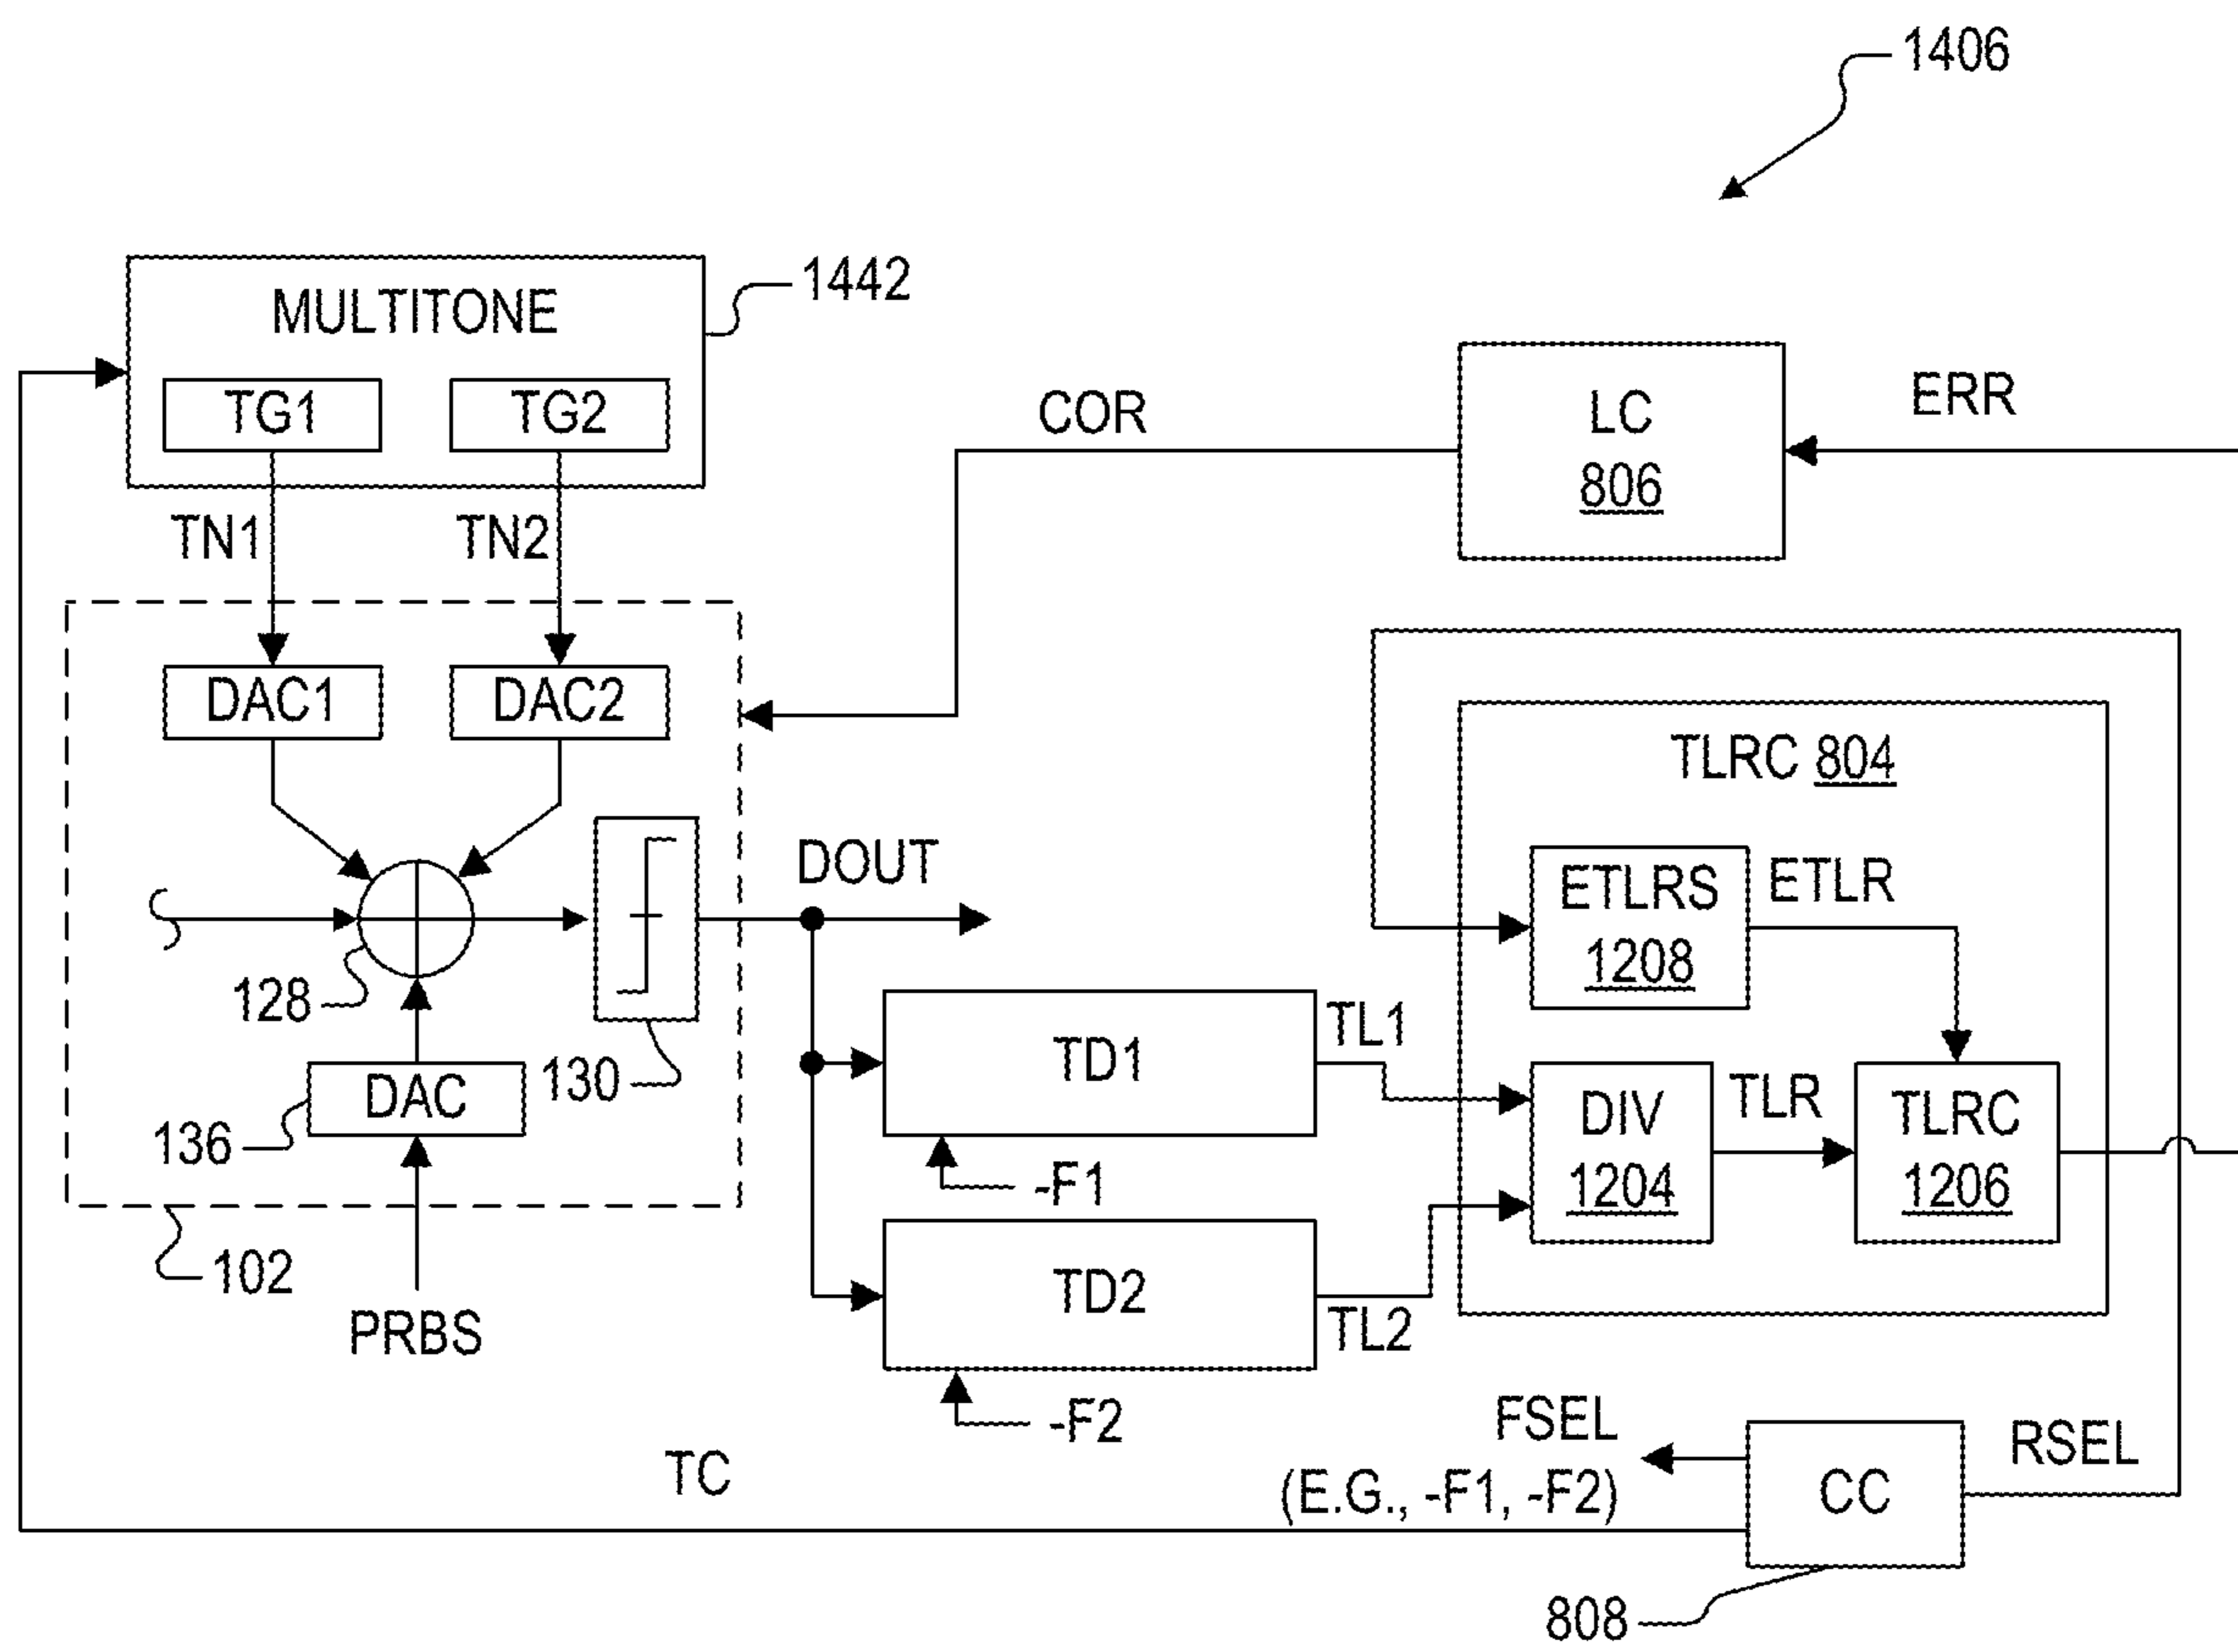 1406
1442
MULTITONE
TG1
TG2
TN1
TN2
COR
LC
806
ERR
DAC1
DAC2
TLRC 804
DOUT
ETLRS
1208
ETLR
128
130
DAC
136
TD1
TL1
DIV
1204
TLR
TLRC
1206
-F1
102
PRBS
TD2
TL2
-F2
FSEL
(E.G., -F1, -F2)
RSEL
CC
TC
808